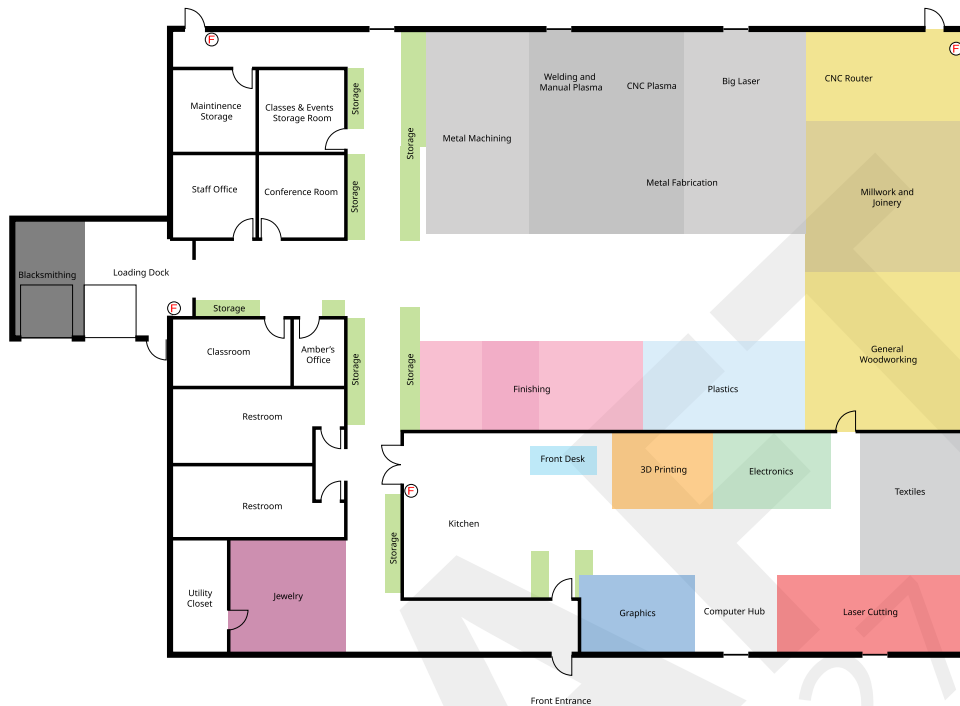 F
F
Welding and
Manual Plasma
CNC Plasma
Big Laser
CNC Router
Maintinence
Storage
Classes & Events
Storage Room
Storage
Storage
Metal Machining
Metal Fabrication
Millwork and
Joinery
Staff Office
Conference Room
Storage
Blacksmithing
Loading Dock
F
Storage
Classroom
Amber's
Office
Storage
Storage
General
Woodworking
Finishing
Plastics
Restroom
Front Desk
3D Printing
Electronics
Textiles
F
Restroom
Kitchen
Storage
Utility
Closet
Jewelry
Graphics
Computer Hub
Laser Cutting
Front Entrance